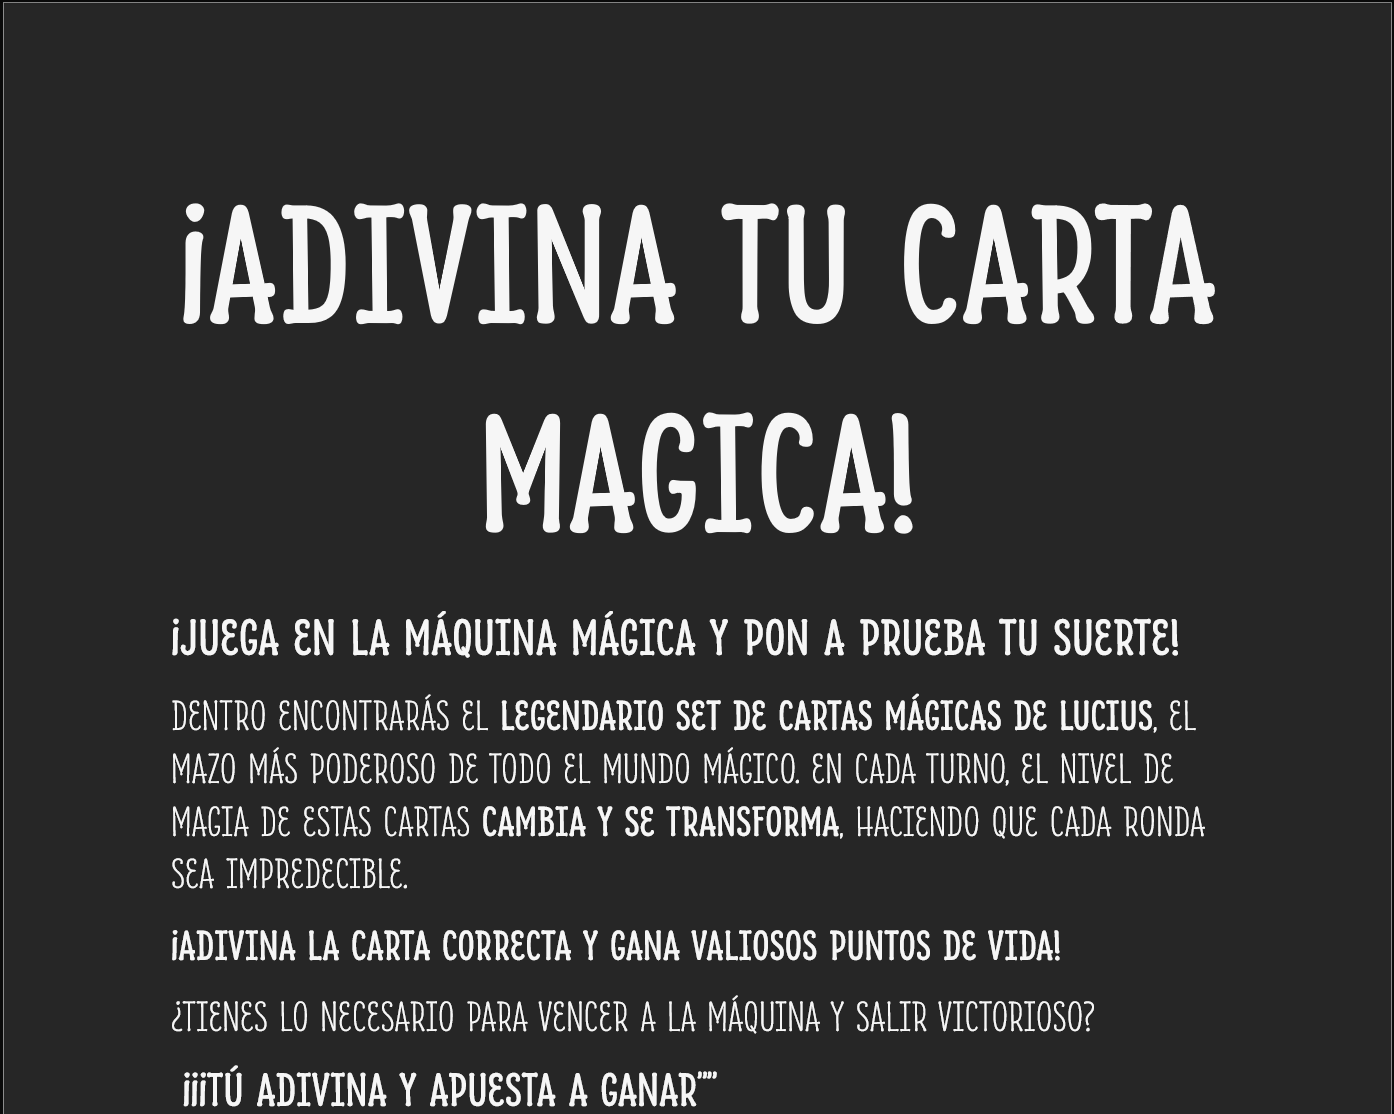 ¡ADIVINA TU CARTA
MAGICA!
¡JUEGA EN LA MÁQUINA MÁGICA Y PON A PRUEBA TU SUERTE!
DENTRO ENCONTRARÁS EL LEGENDARIO SET DE CARTAS MÁGICAS DE LUCIUS, EL
MAZO MÁS PODEROSO DE TODO EL MUNDO MÁGICO. EN CADA TURNO, EL NIVEL DE
MAGIA DE ESTAS CARTAS CAMBIA Y SE TRANSFORMA, HACIENDO QUE CADA RONDA
SEA IMPREDECIBLE.
¡ADIVINA LA CARTA CORRECTA Y GANA VALIOSOS PUNTOS DE VIDA!
¿TIENES LO NECESARIO PARA VENCER A LA MÁQUINA Y SALIR VICTORIOSO?
¡¡¡TÚ ADIVINA Y APUESTA A GANAR""